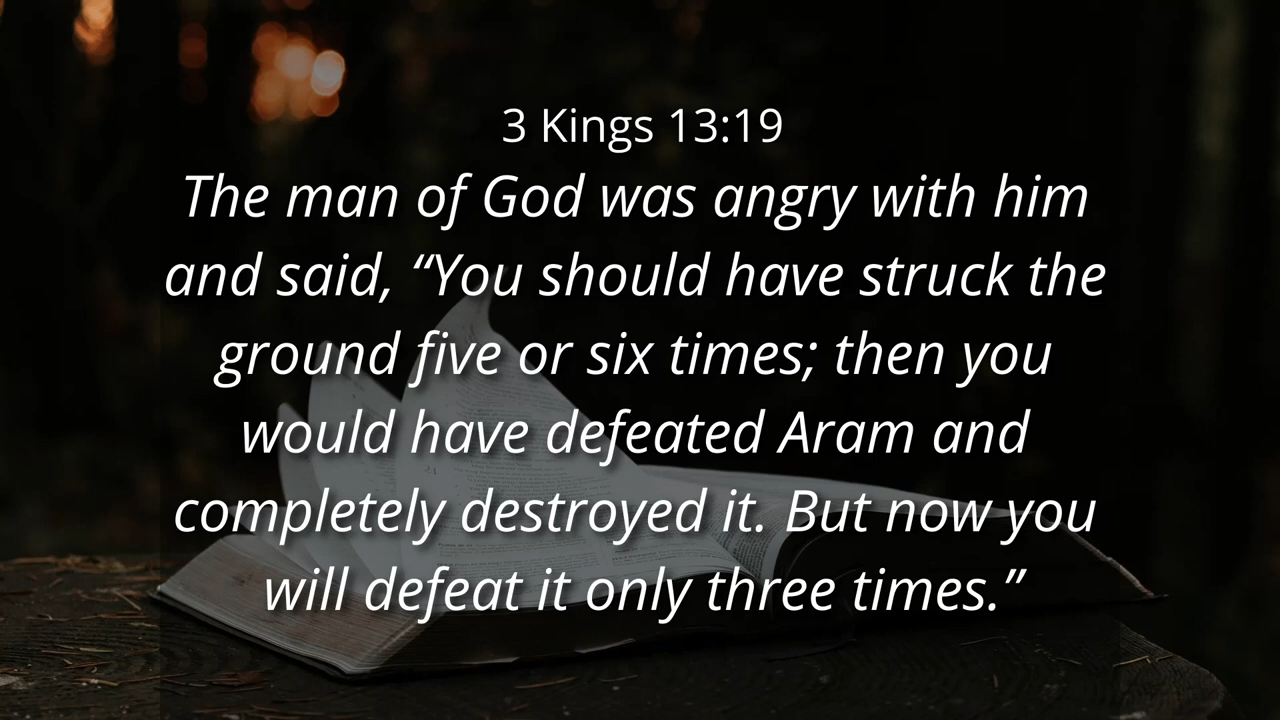 3 Kings 13:19
The man of God was angry with him
and said, “You should have struck the
ground five or six times; then you
would have defeated Aram and
completely destroyed it. But now you
will defeat it only three times.”